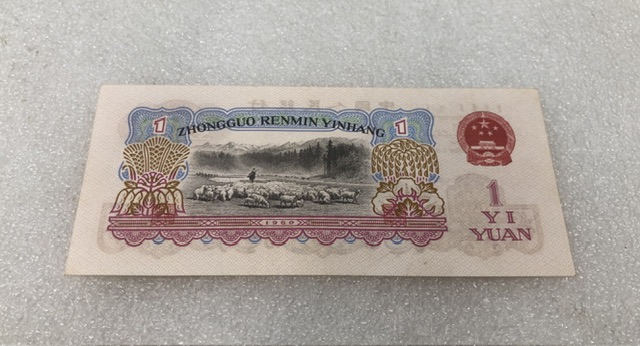 ZHONGGUO RENMIN YINHANG
1
1
1960
1
YI
YUAN